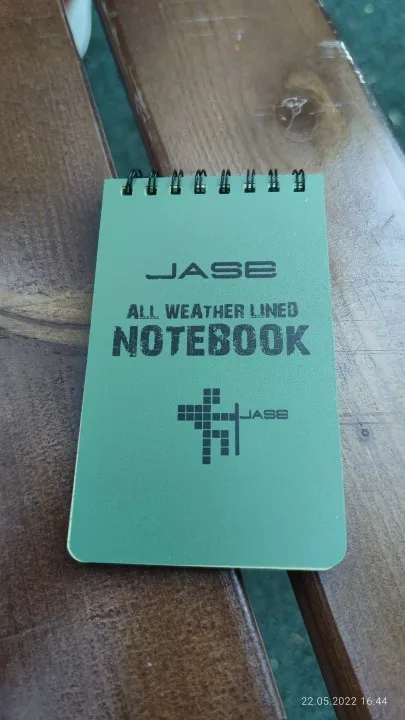 JASE
ALL WEATHER LINED
NOTEBOOK
JASE
22.05.2022 16:44